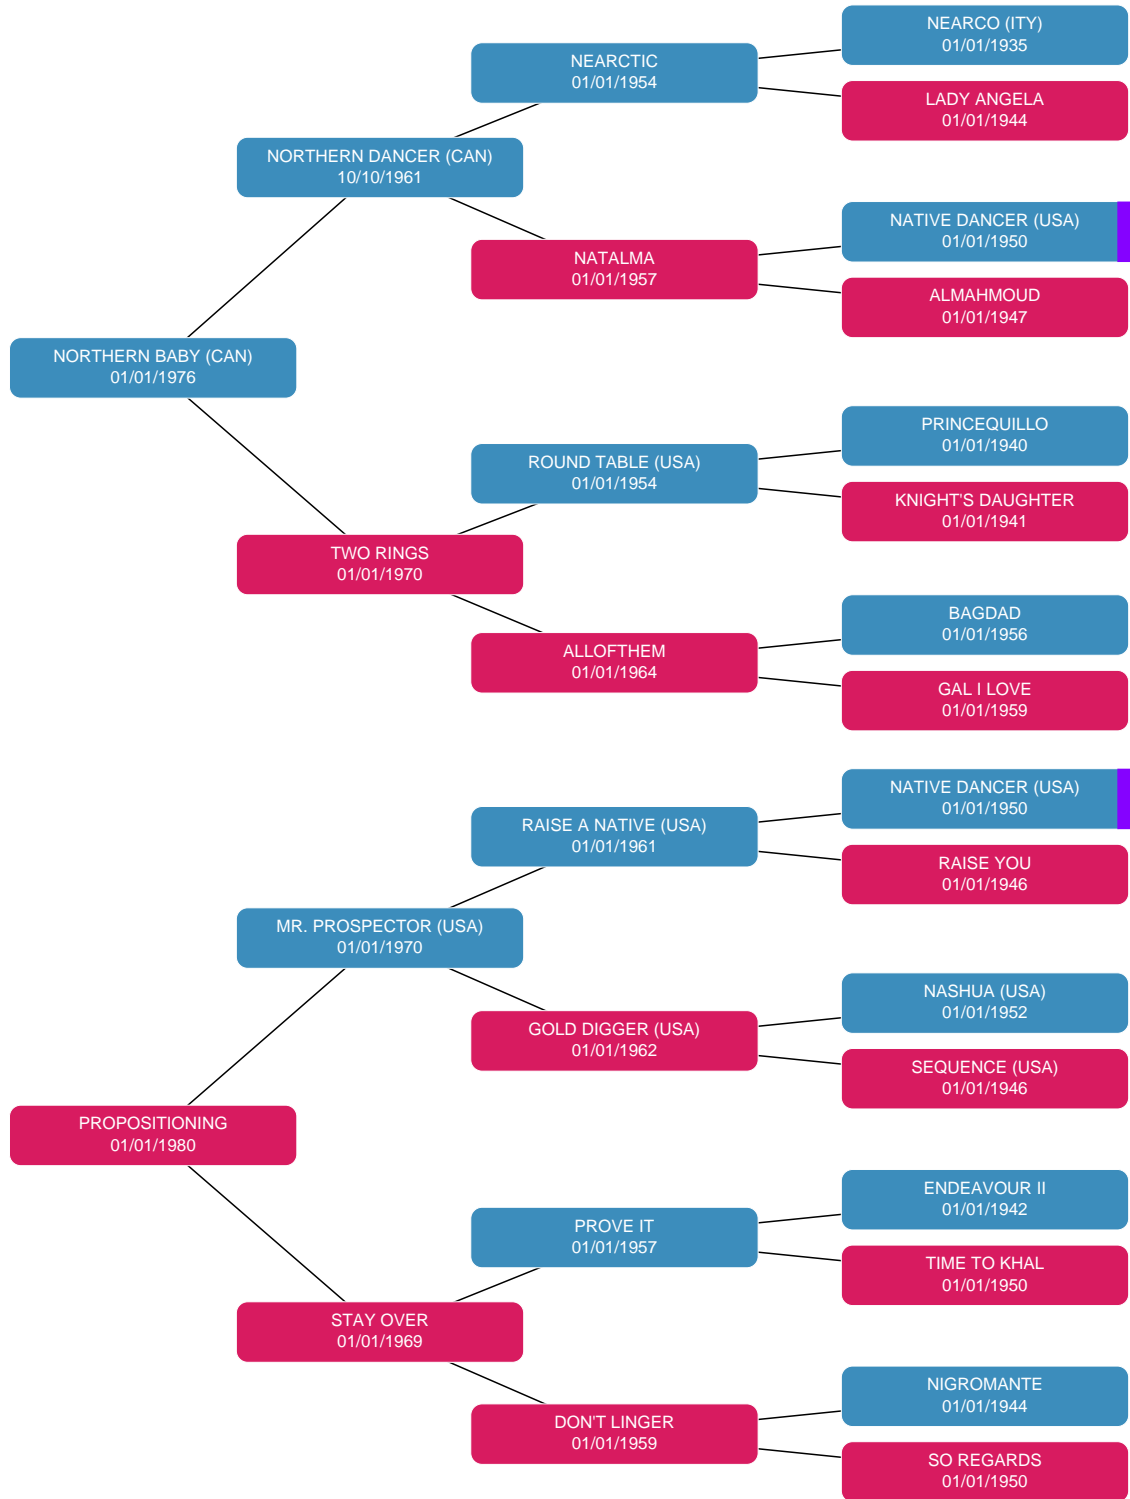 NEARCO (ITY)
01/01/1935
NEARCTIC
01/01/1954
LADY ANGELA
01/01/1944
NORTHERN DANCER (CAN)
10/10/1961
NATIVE DANCER (USA)
01/01/1950
NATALMA
01/01/1957
ALMAHMOUD
01/01/1947
NORTHERN BABY (CAN)
01/01/1976
PRINCEQUILLO
01/01/1940
ROUND TABLE (USA)
01/01/1954
KNIGHT'S DAUGHTER
01/01/1941
TWO RINGS
01/01/1970
BAGDAD
01/01/1956
ALLOFTHEM
01/01/1964
GAL I LOVE
01/01/1959
NATIVE DANCER (USA)
01/01/1950
RAISE A NATIVE (USA)
01/01/1961
RAISE YOU
01/01/1946
MR. PROSPECTOR (USA)
01/01/1970
NASHUA (USA)
01/01/1952
GOLD DIGGER (USA)
01/01/1962
SEQUENCE (USA)
01/01/1946
PROPOSITIONING
01/01/1980
ENDEAVOUR II
01/01/1942
PROVE IT
01/01/1957
TIME TO KHAL
01/01/1950
STAY OVER
01/01/1969
NIGROMANTE
01/01/1944
DON'T LINGER
01/01/1959
SO REGARDS
01/01/1950